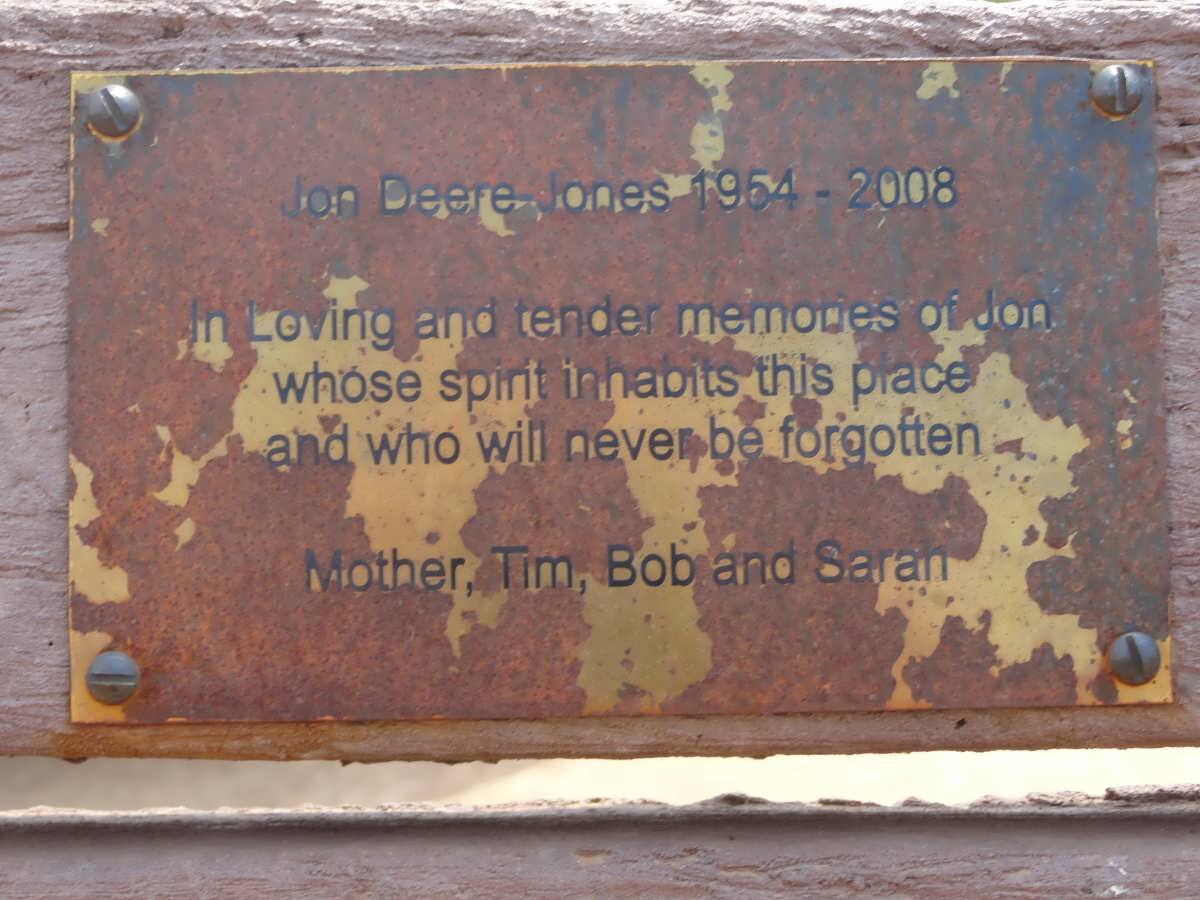 Jon Deere-Jones 1954 - 2008
In Loving and tender memories of Jon
whose spirit inhabits this place
and who will never be forgotten
Mother, Tim, Bob and Sarah